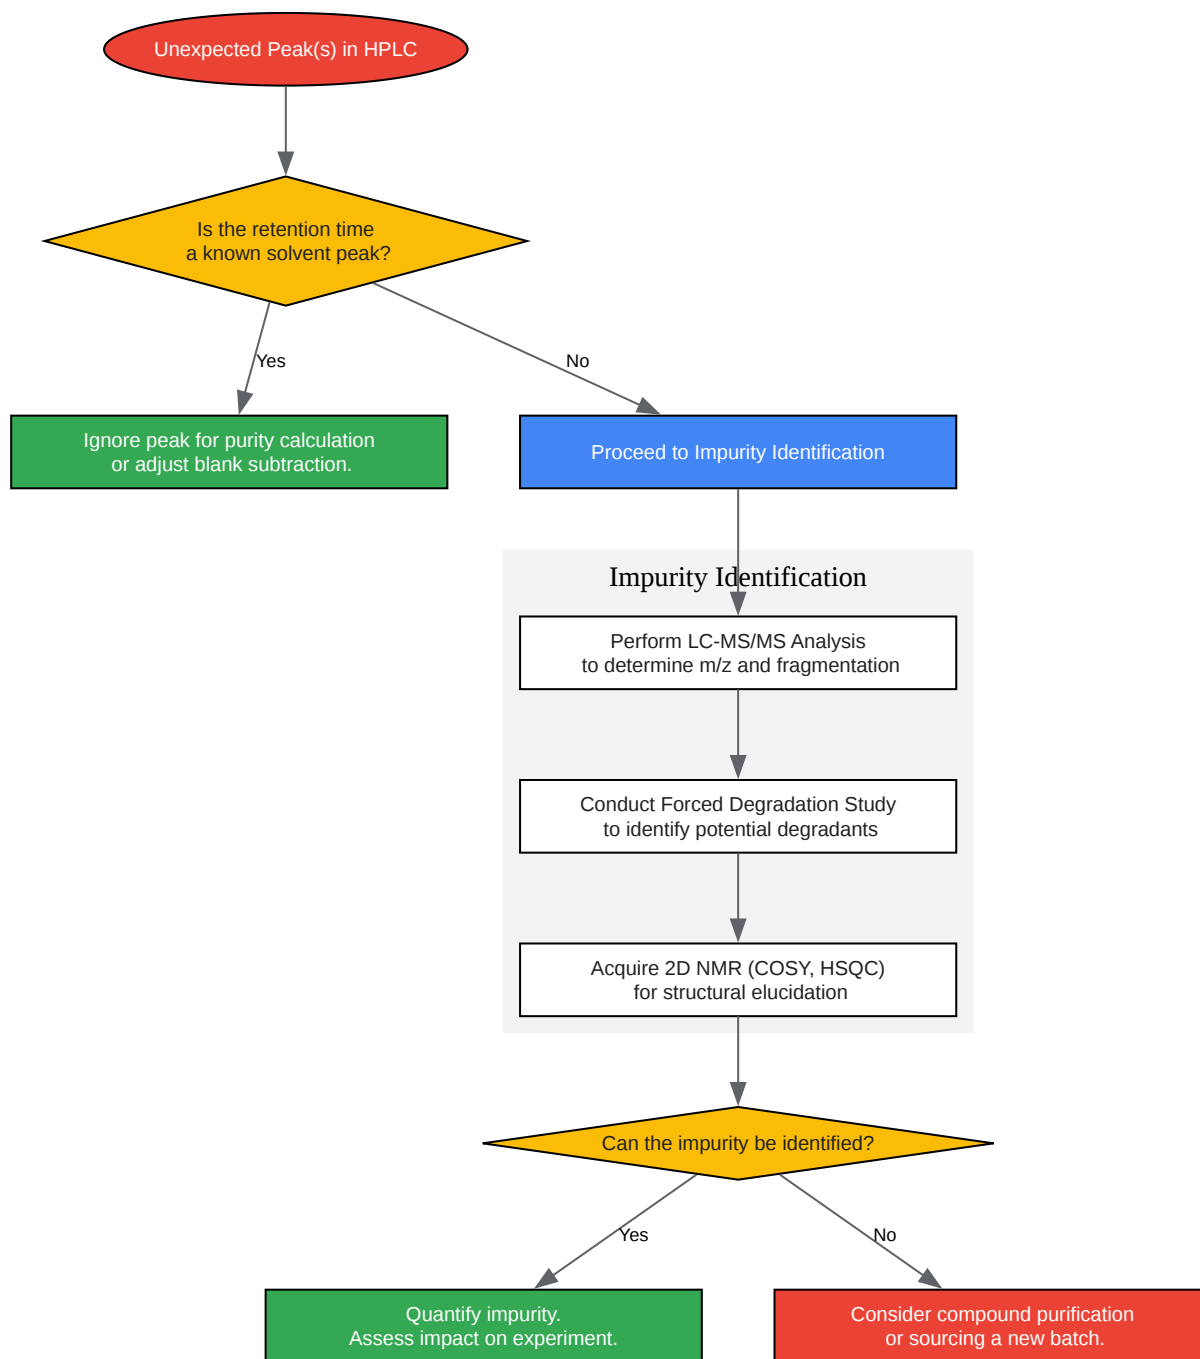 Unexpected Peak(s) in HPLC
Is the retention time
a known solvent peak?
Yes
No
Ignore peak for purity calculation
or adjust blank subtraction.
Proceed to Impurity Identification
Impurity Identification
Perform LC-MS/MS Analysis
to determine m/z and fragmentation
Conduct Forced Degradation Study
to identify potential degradants
Acquire 2D NMR (COSY, HSQC)
for structural elucidation
Can the impurity be identified?
Yes
No
Quantify impurity.
Assess impact on experiment.
Consider compound purification
or sourcing a new batch.